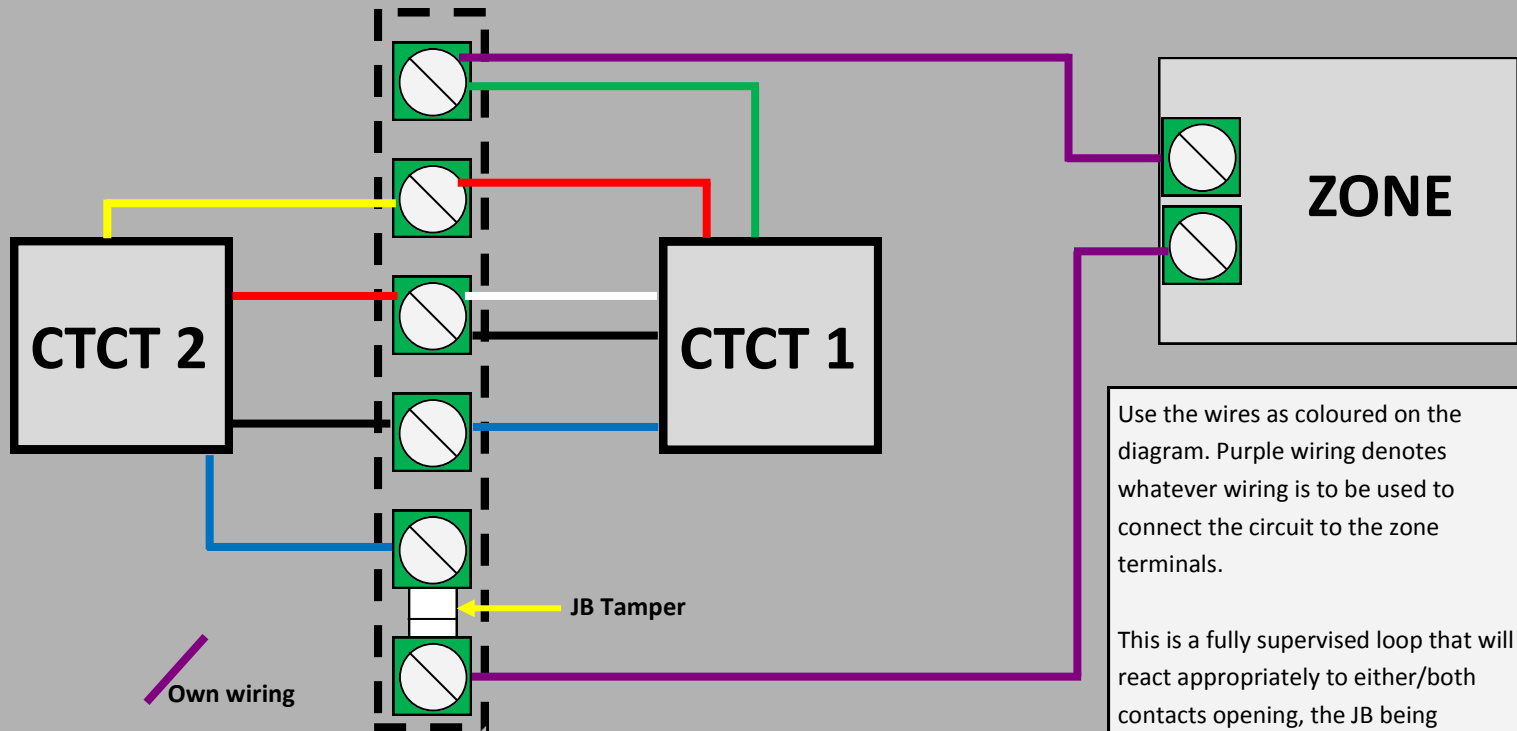 ZONE
CTCT 2
CTCT 1
JB Tamper
Own wiring
Use the wires as coloured on the
diagram. Purple wiring denotes
whatever wiring is to be used to
connect the circuit to the zone
terminals.
This is a fully supervised loop that will
react appropriately to either/both
contacts opening, the JB being